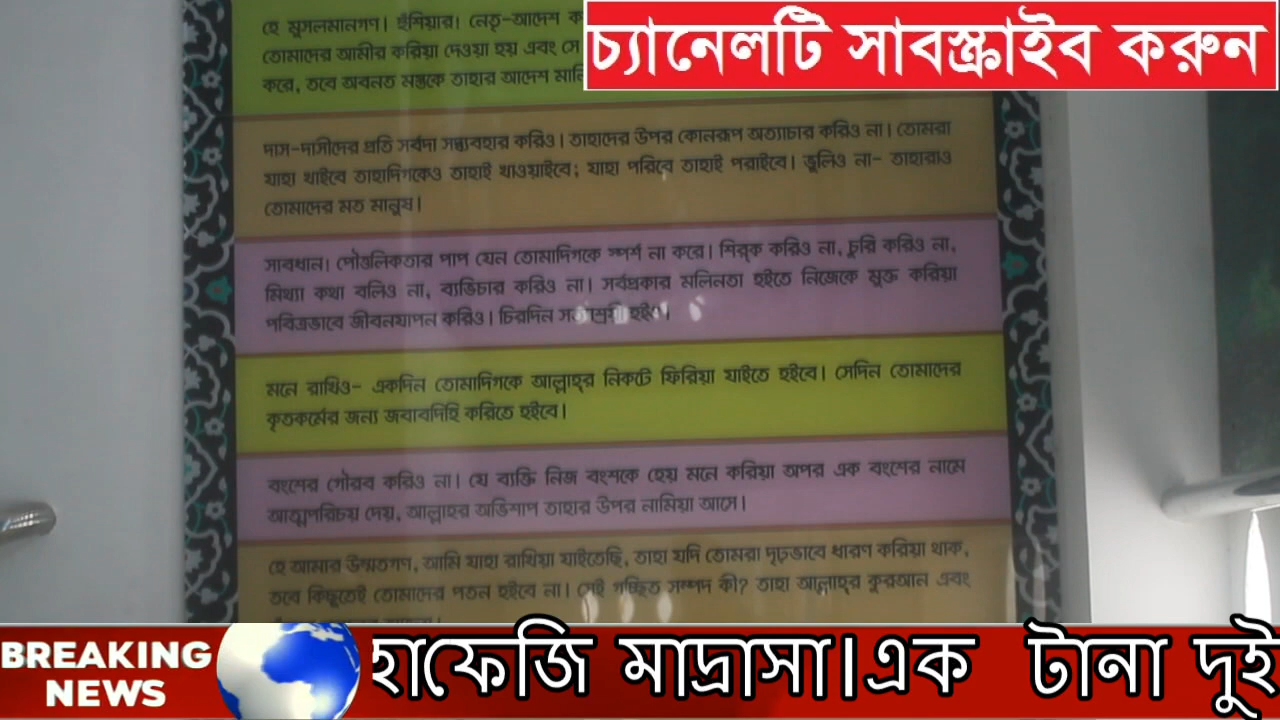 হে মুসলমানগণ। হুঁশিয়ার। নেতৃ-আদেশ
তোমাদের আমীর করিয়া দেওয়া হয় এবং সে
করে, তবে অবনত মস্তকে তাহার আদেশ
চ্যানেলটি সাবস্ক্রাইব করুন
দাস-দাসীদের প্রতি সর্বদা সদ্ব্যবহার করিও। তাহাদের উপর কোনরূপ অত্যাচার করিও না। তোমরা
যাহা খাইবে তাহাদিগকেও তাহাই খাওয়াইবে; যাহা পরিবে তাহাই পরাইবে। ভুলিও না- তাহারাও
তোমাদের মত মানুষ।
সাবধান। পৌত্তলিকতার পাপ যেন তোমাদিগকে স্পর্শ না করে। শির্‌ক করিও না, চুরি করিও না,
মিথ্যা কথা বলিও না, ব্যভিচার করিও না। সর্বপ্রকার মলিনতা হইতে নিজেকে মুক্ত করিয়া
পবিত্রভাবে জীবনযাপন করিও। চিরদিন সত্যাশ্রয়ী হইও।
মনে রাখিও- একদিন তোমাদিগকে আল্লাহ্‌র নিকটে ফিরিয়া যাইতে হইবে। সেদিন তোমাদের
কৃতকর্মের জন্য জবাবদিহি করিতে হইবে।
বংশের গৌরব করিও না। যে ব্যক্তি নিজ বংশকে হেয় মনে করিয়া অপর এক বংশের নামে
আত্মপরিচয় দেয়, আল্লাহর অভিশাপ তাহার উপর নামিয়া আসে।
হে আমার উম্মতগণ, আমি যাহা রাখিয়া যাইতেছি, তাহা যদি তোমরা দৃঢ়ভাবে ধারণ করিয়া থাক,
তবে কিছুতেই তোমাদের পতন হইবে না। সেই গচ্ছিত সম্পদ কী? তাহা আল্লাহ্‌র কুরআন এবং
BREAKING
NEWS
হাফেজি মাদ্রাসা।এক টানা দুই